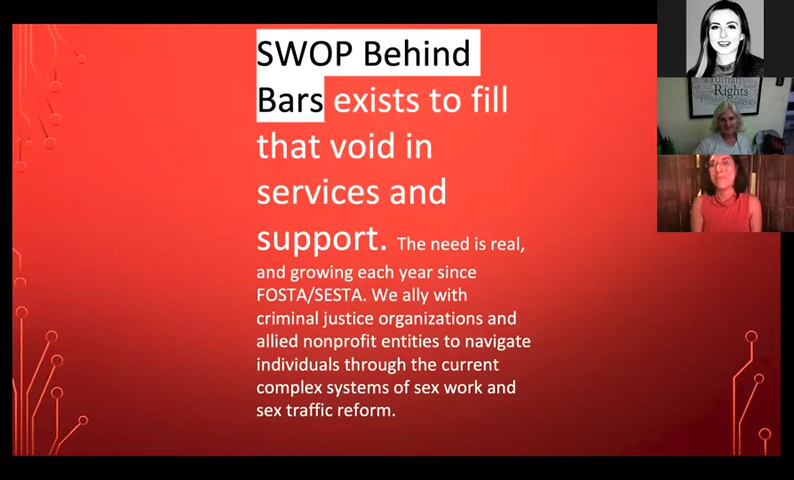 SWOP Behind
Bars exists to fill
that void in
services and
support. The need is real,
and growing each year since
FOSTA/SESTA. We ally with
criminal justice organizations and
allied nonprofit entities to navigate
individuals through the current
complex systems of sex work and
sex traffic reform.
Human
Rights